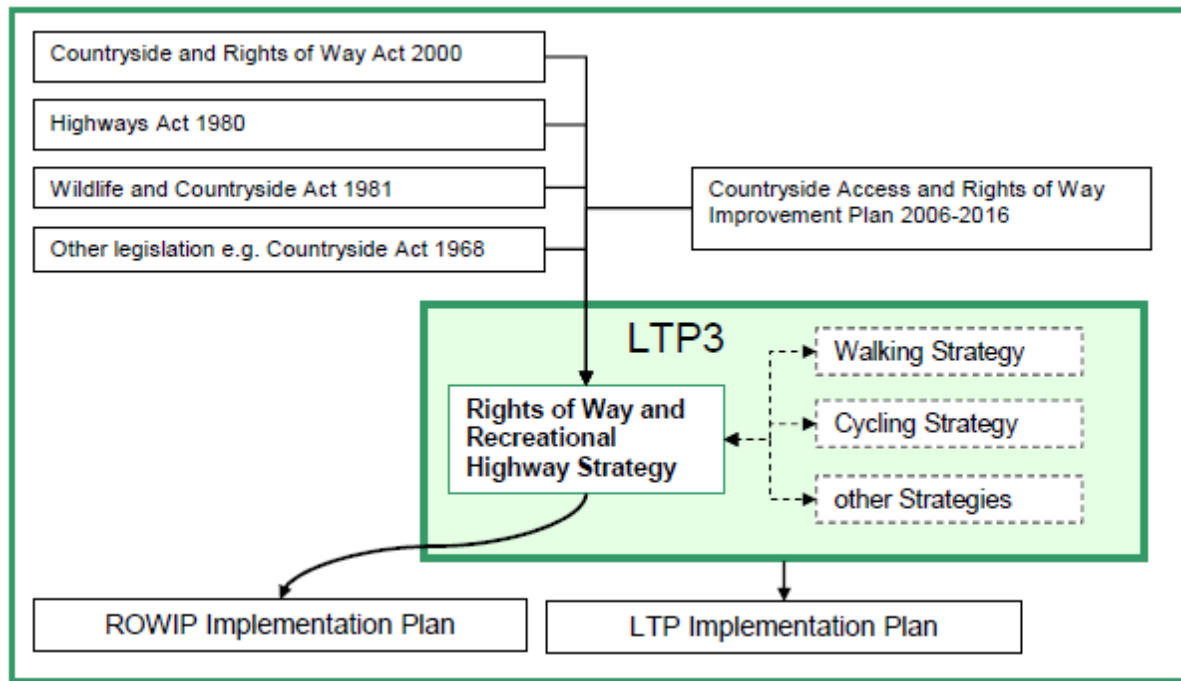 Countryside and Rights of Way Act 2000
Highways Act 1980
Wildlife and Countryside Act 1981
Other legislation e.g. Countryside Act 1968
Countryside Access and Rights of Way
Improvement Plan 2006-2016
LTP3
Rights of Way and
Recreational
Highway Strategy
Walking Strategy
Cycling Strategy
other Strategies
ROWIP Implementation Plan
LTP Implementation Plan